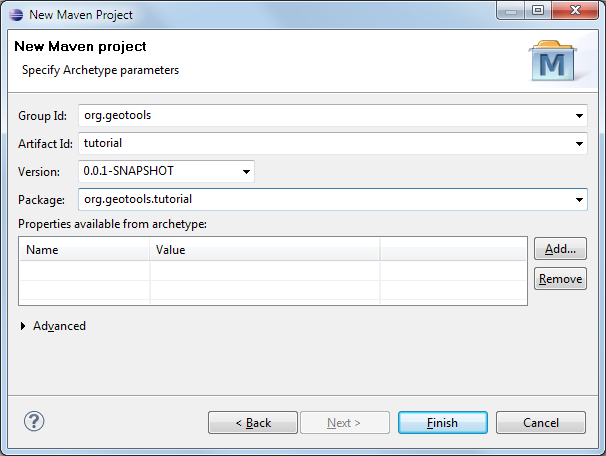 New Maven Project
New Maven project
Specify Archetype parameters
M
Group Id: org.geotools
Artifact Id: tutorial
Version: 0.0.1-SNAPSHOT
Package: org.geotools.tutorial
Properties available from archetype:
Name Value
Add...
Remove
Advanced
? < Back Next > Finish Cancel